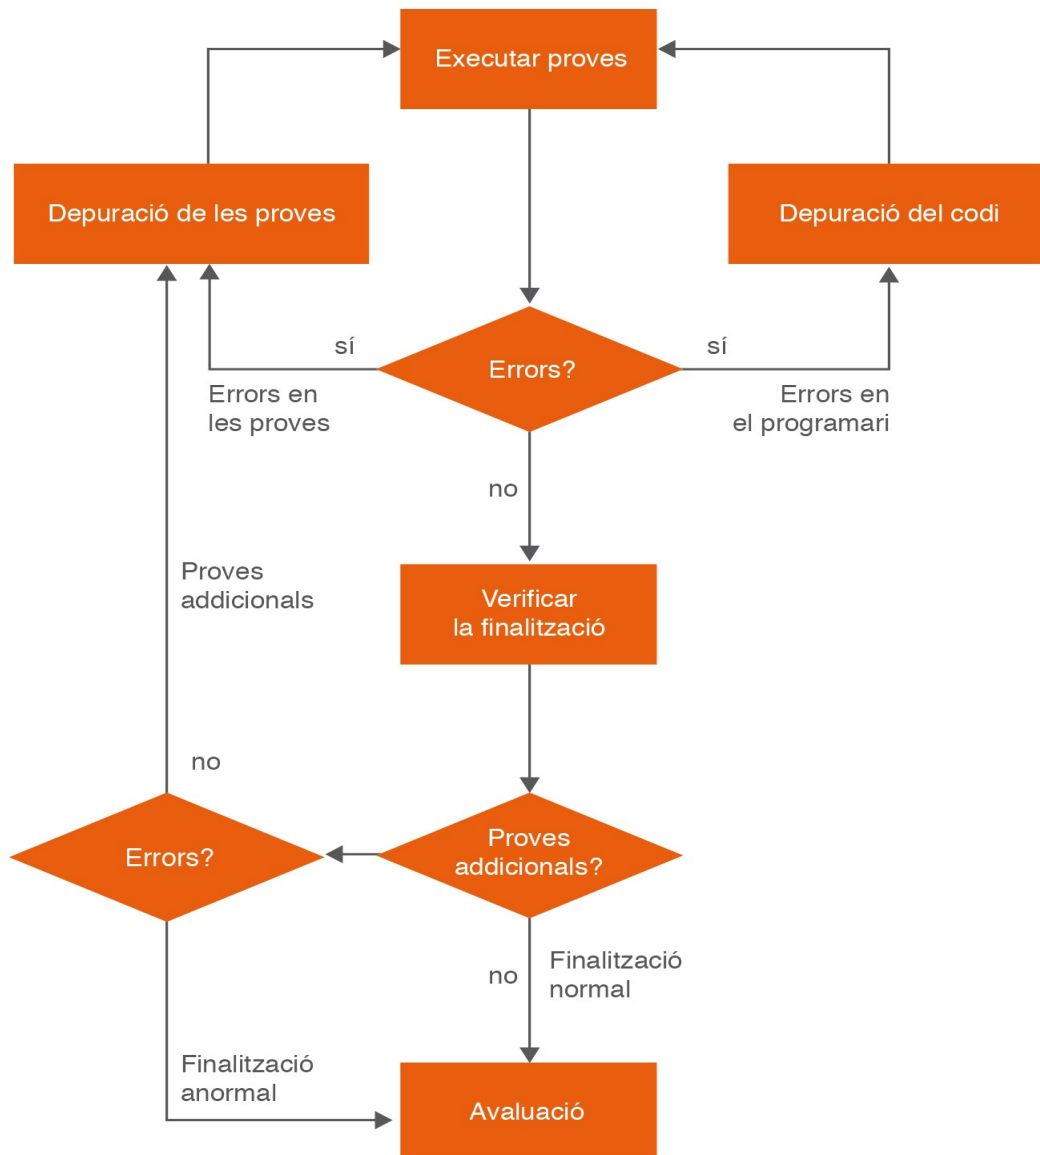 Executar proves
Depuració de les proves
Depuració del codi
sí
Errors?
sí
Errors en
les proves
Errors en
el programari
no
Verificar
la finalització
Proves
addicionals
no
Errors?
Proves
addicionals?
no
Finalització
normal
Finalització
anormal
Avaluació